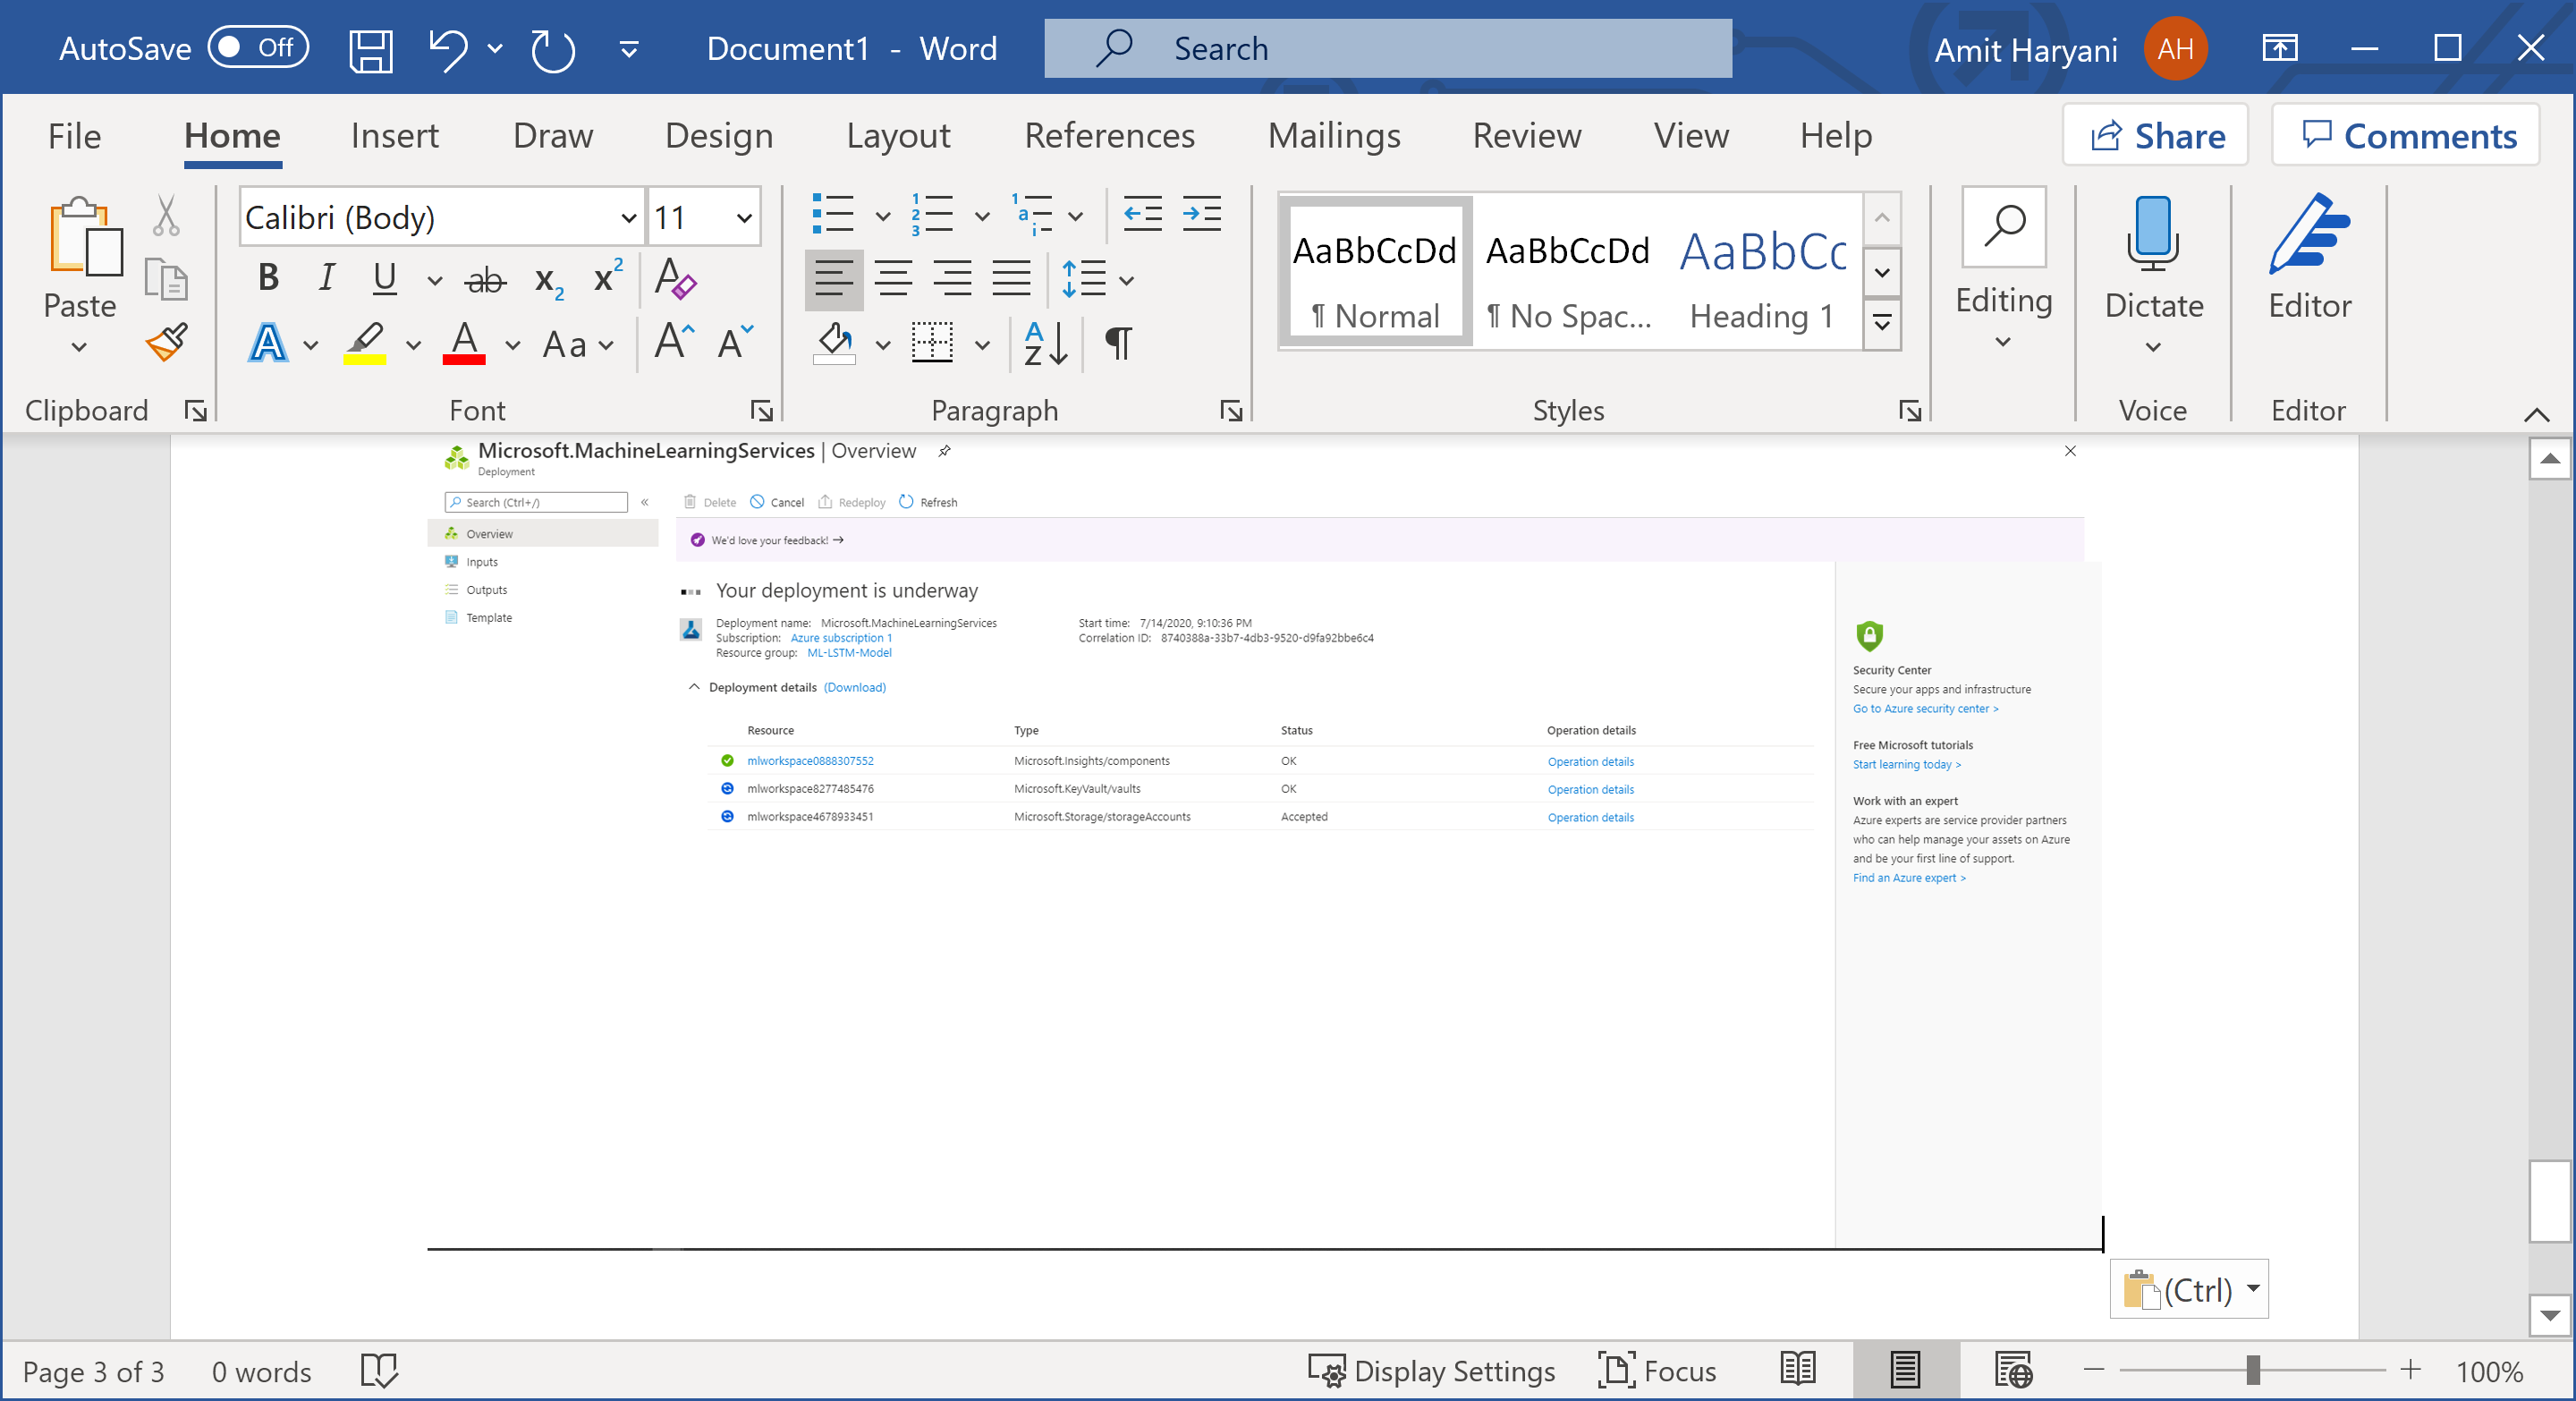 AutoSave Off Document1 - Word Search Amit Haryani AH
File Home Insert Draw Design Layout References Mailings Review View Help Share Comments
Paste
Clipboard
Calibri (Body) 11
B I U ab x2 x2 A
A A Aa A A
Font
1 2 3
1 a i
A Z ¶
Paragraph
AaBbCcDd AaBbCcDd AaBbCc
¶ Normal ¶ No Spac... Heading 1
Styles
Editing
Dictate
Voice
Editor
Editor
Microsoft.MachineLearningServices | Overview
Deployment
Search (Ctrl+/) «
Overview
Inputs
Outputs
Template
Delete Cancel Redeploy Refresh
We'd love your feedback! →
Your deployment is underway
Deployment name: Microsoft.MachineLearningServices
Subscription: Azure subscription 1
Resource group: ML-LSTM-Model
Start time: 7/14/2020, 9:10:36 PM
Correlation ID: 8740388a-33b7-4db3-9520-d9fa92bbe6c4
Deployment details (Download)
Resource Type Status Operation details
mlworkspace0888307552 Microsoft.Insights/components OK Operation details
mlworkspace8277485476 Microsoft.KeyVault/vaults OK Operation details
mlworkspace4678933451 Microsoft.Storage/storageAccounts Accepted Operation details
Security Center
Secure your apps and infrastructure
Go to Azure security center >
Free Microsoft tutorials
Start learning today >
Work with an expert
Azure experts are service provider partners
who can help manage your assets on Azure
and be your first line of support.
Find an Azure expert >
(Ctrl)
Page 3 of 3 0 words Display Settings Focus 100%